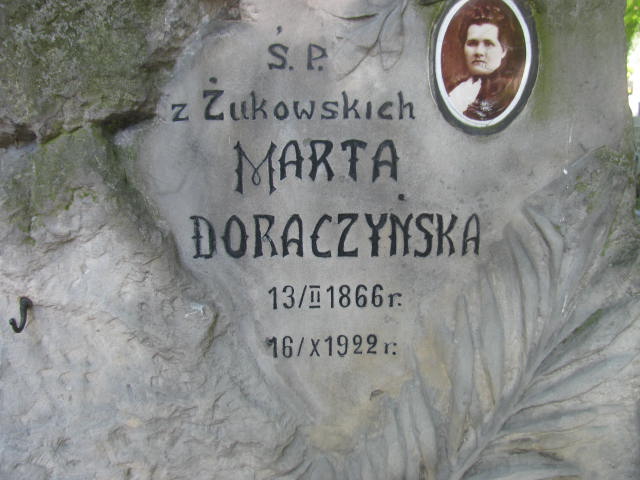 Ś. P.
z Żukowskich
MARTA
DORACZYŃSKA
13/II 1866 r.
16/X 1922 r.